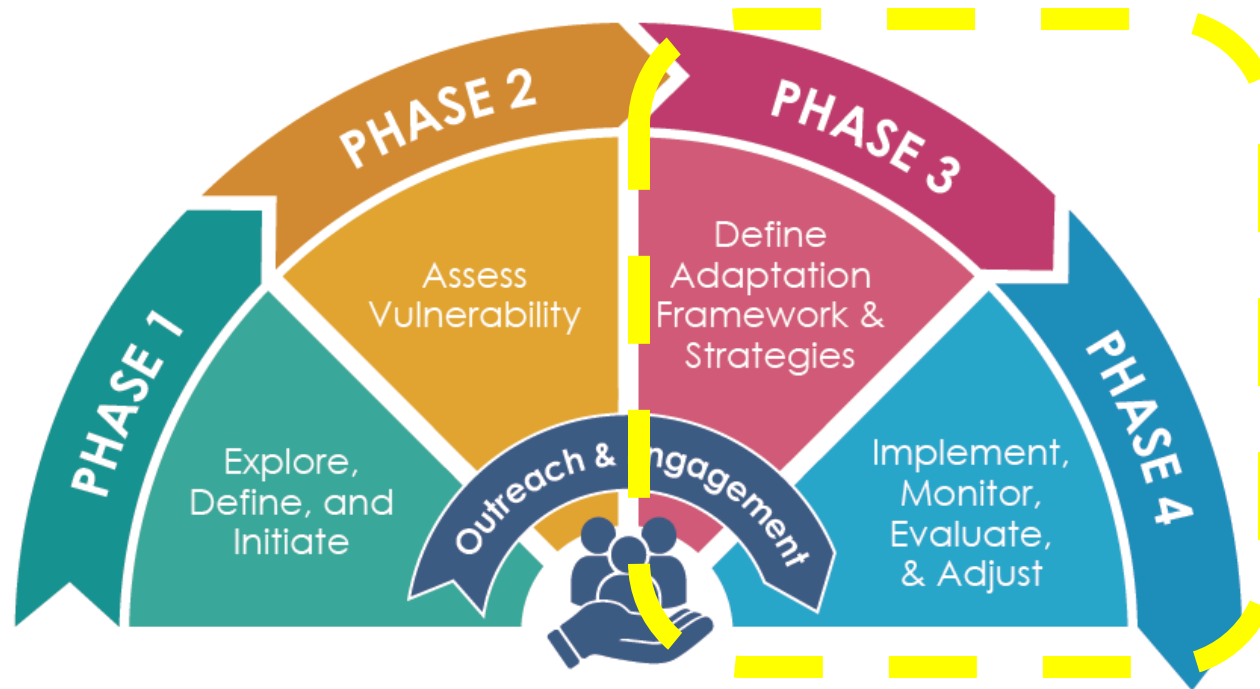 PHASE 1
Explore,
Define, and
Initiate
PHASE 2
Assess
Vulnerability
PHASE 3
Define
Adaptation
Framework &
Strategies
PHASE 4
Implement,
Monitor,
Evaluate,
& Adjust
Outreach & Engagement